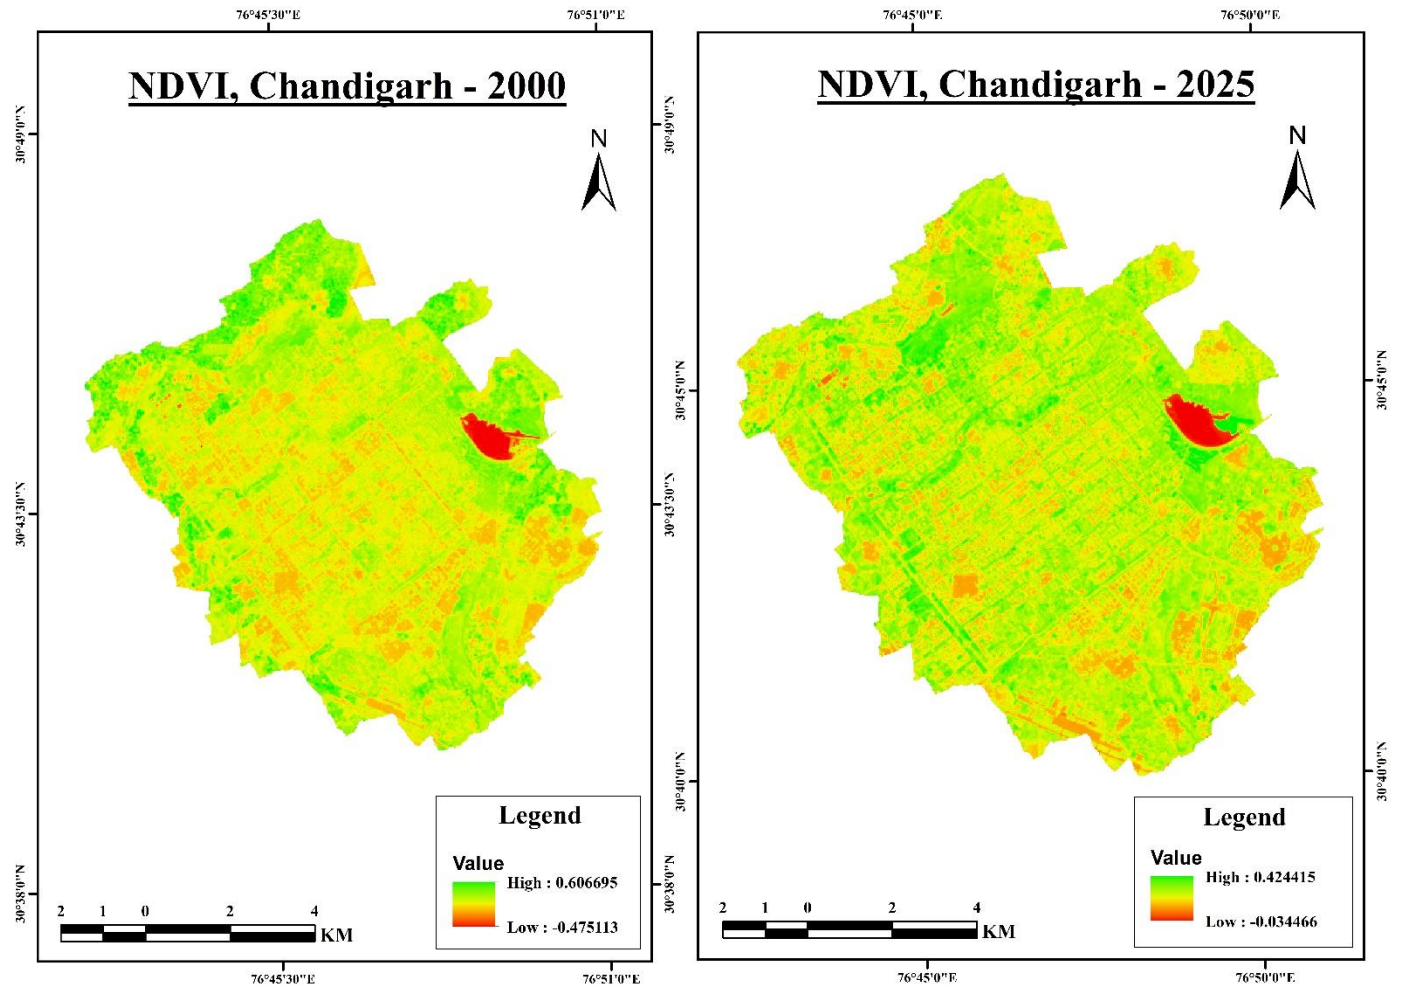 76°45'30"E
76°51'0"E
NDVI, Chandigarh - 2000
N
30°49'0"N
30°43'30"N
30°38'0"N
30°49'0"N
30°43'30"N
30°38'0"N
Legend
Value
High : 0.606695
Low : -0.475113
2 1 0 2 4
KM
76°45'30"E
76°51'0"E
76°45'0"E
76°50'0"E
NDVI, Chandigarh - 2025
N
30°45'0"N
30°40'0"N
30°45'0"N
30°40'0"N
Legend
Value
High : 0.424415
Low : -0.034466
2 1 0 2 4
KM
76°45'0"E
76°50'0"E